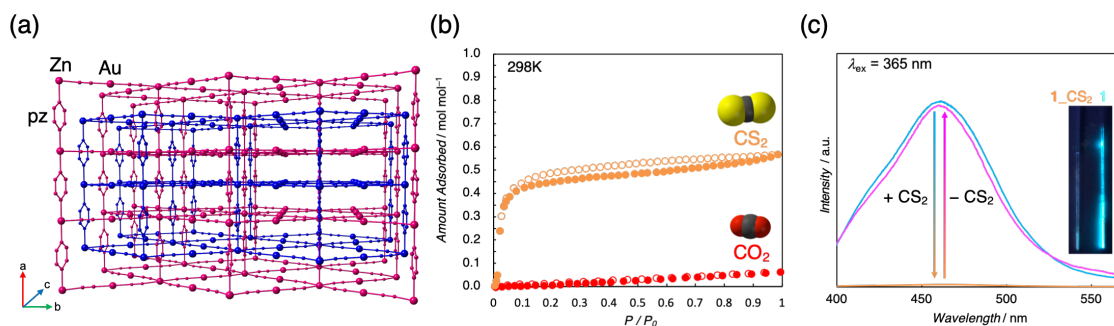 (a)
Zn
Au
pz
a
c
b
(b)
Amount Adsorbed / mol mol⁻¹
1.0
0.9
0.8
0.7
0.6
0.5
0.4
0.3
0.2
0.1
0.0
298K
CS₂
CO₂
0 0.1 0.2 0.3 0.4 0.5 0.6 0.7 0.8 0.9 1
P / P₀
(c)
Intensity / a.u.
λₑₓ = 365 nm
1_CS₂ 1
+ CS₂ − CS₂
400 450 500 550
Wavelength / nm